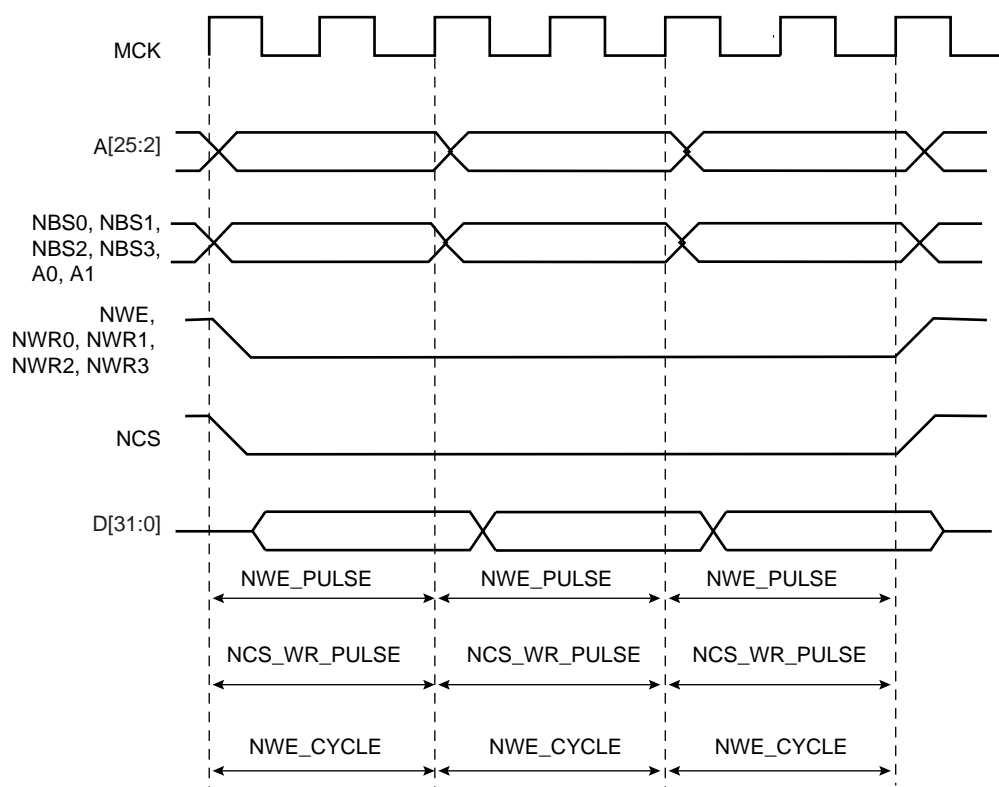 MCK
A[25:2]
NBS0, NBS1,
NBS2, NBS3,
A0, A1
NWE,
NWR0, NWR1,
NWR2, NWR3
NCS
D[31:0]
NWE_PULSE NWE_PULSE NWE_PULSE
NCS_WR_PULSE NCS_WR_PULSE NCS_WR_PULSE
NWE_CYCLE NWE_CYCLE NWE_CYCLE